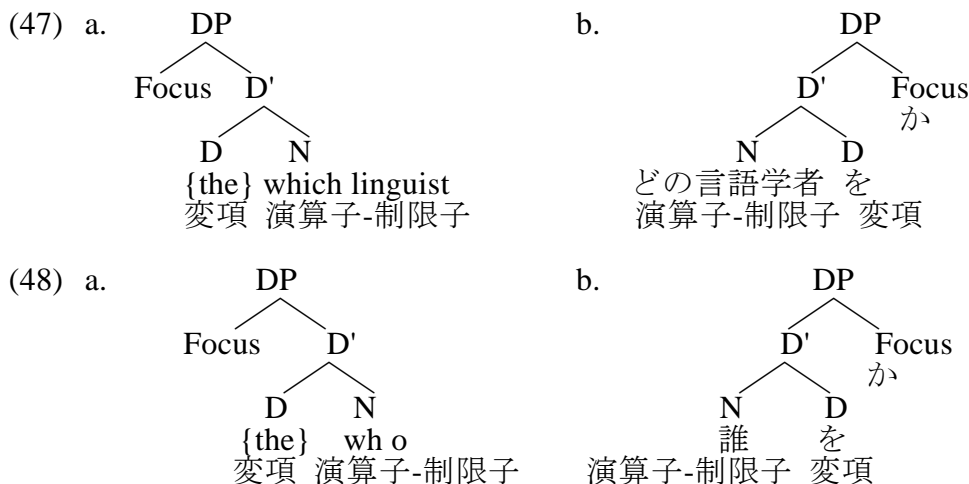 (47) a. DP b. DP
Focus D' D' Focus
か
D N N D
{the} which linguist どの言語学者 を
変項 演算子-制限子 演算子-制限子 変項
(48) a. DP b. DP
Focus D' D' Focus
か
D N N D
{the} wh o 誰 を
変項 演算子-制限子 演算子-制限子 変項